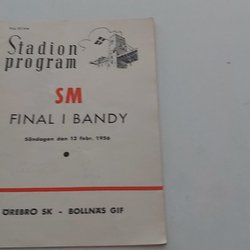 Stadion
program
SM
FINAL I BANDY
Söndagen den 12 febr. 1956
ÖREBRO SK - BOLLNÄS GIF